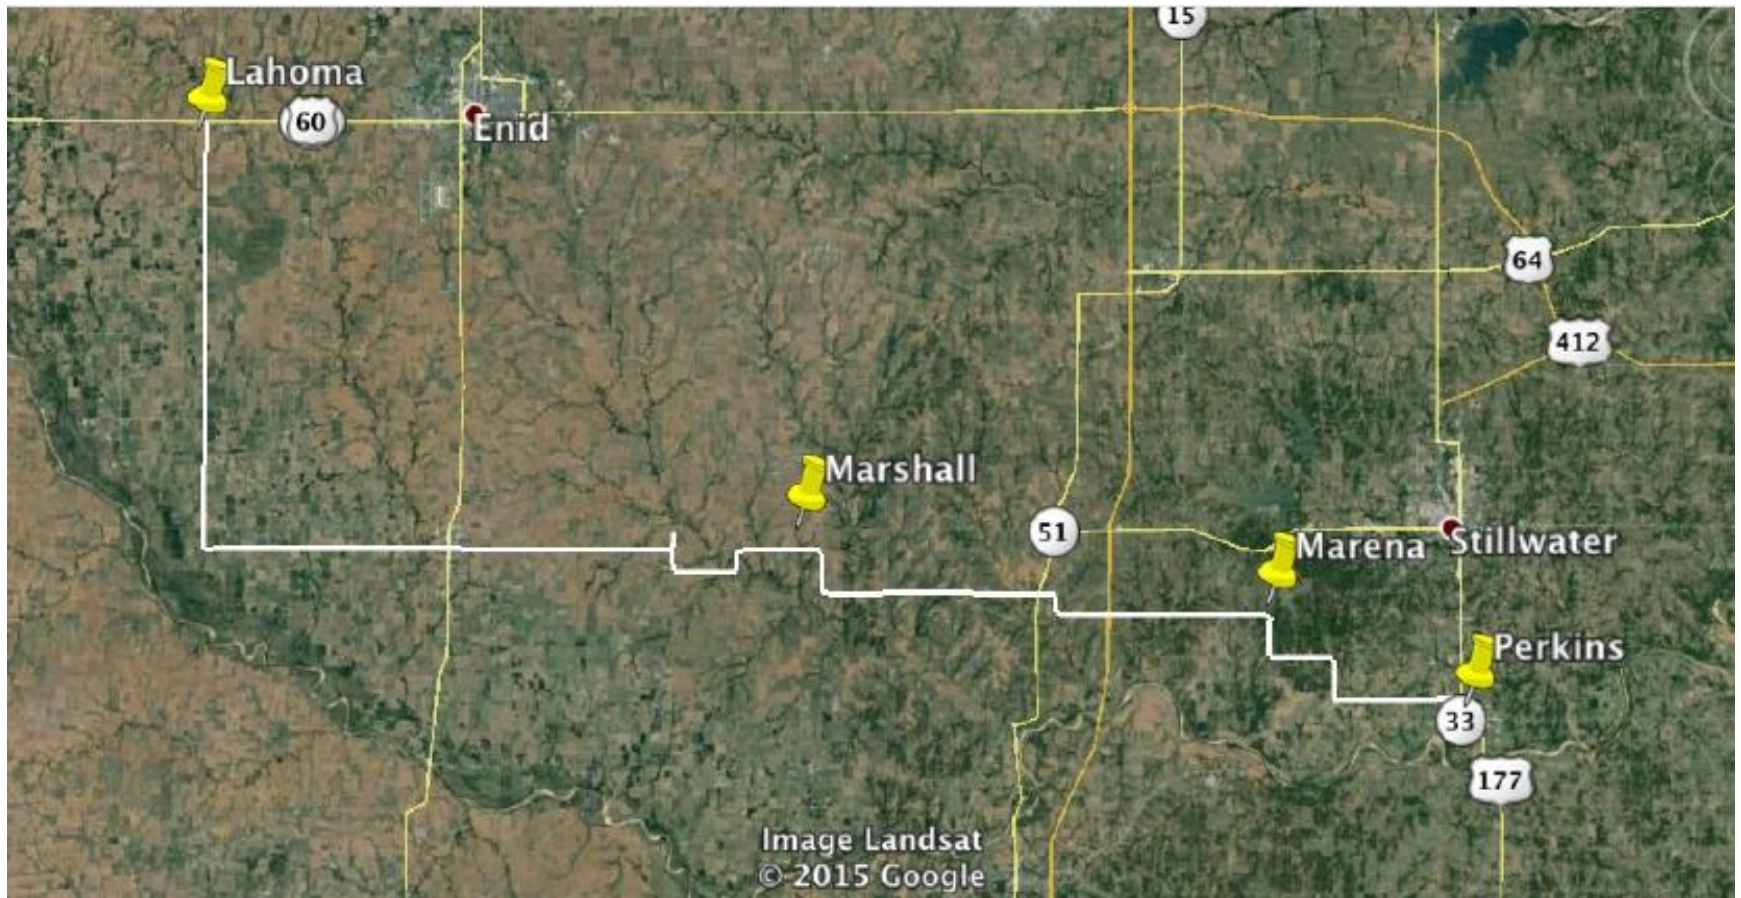 15
Lahoma
60
Enid
64
412
Marshall
51
Marena
Stillwater
Perkins
33
177
Image Landsat
© 2015 Google